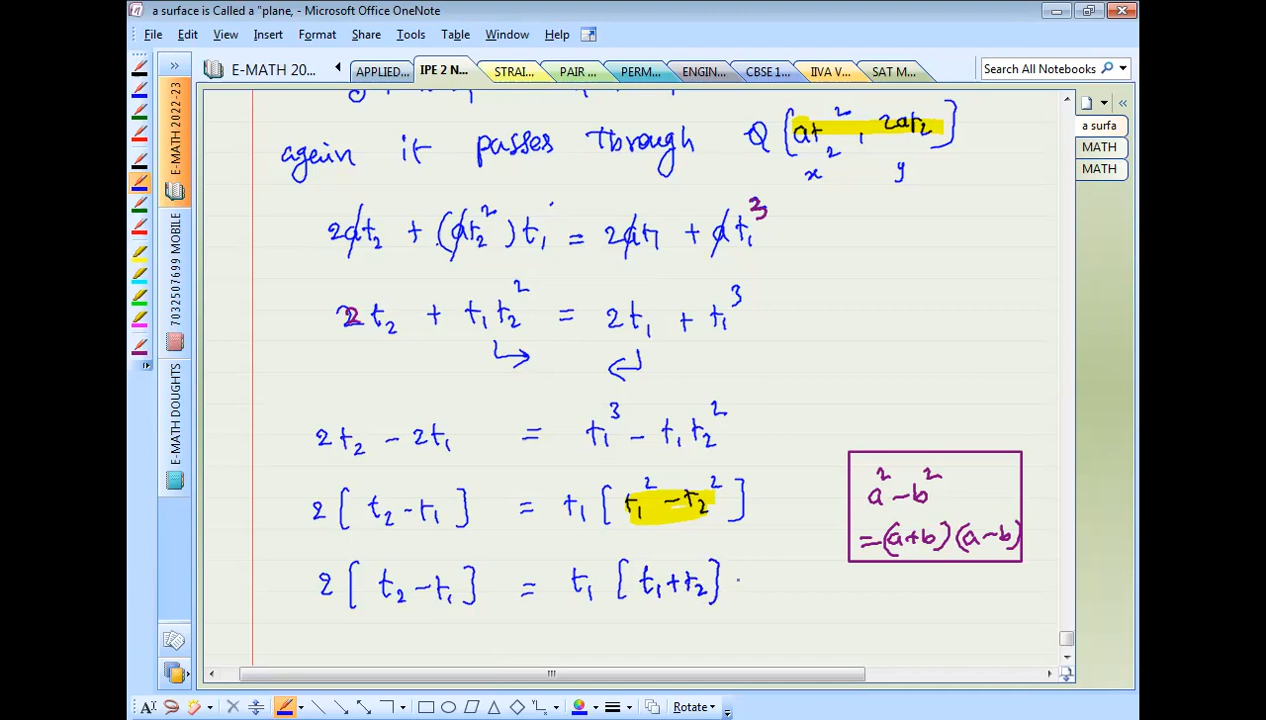 a surface is Called a "plane, - Microsoft Office OneNote
File Edit View Insert Format Share Tools Table Window Help
E-MATH 20... APPLIED... IPE 2 N... STRAI... PAIR ... PERM... ENGIN... CBSE 1... IIVA V... SAT M... Search All Notebooks
a surfa
MATH
MATH
E-MATH 2022-23
7032507699 MOBILE
E-MATH DOUGHTS
again it passes through Q [at₂², 2at₂]
x y
2at₂ + (at₂²) t₁ = 2at₁ + at₁³
2t₂ + t₁t₂² = 2t₁ + t₁³
2t₂ - 2t₁ = t₁³ - t₁t₂²
2[t₂-t₁] = t₁[t₁²-t₂²]
2[t₂-t₁] = t₁[t₁+t₂]
a²-b²
=(a+b)(a-b)
Rotate